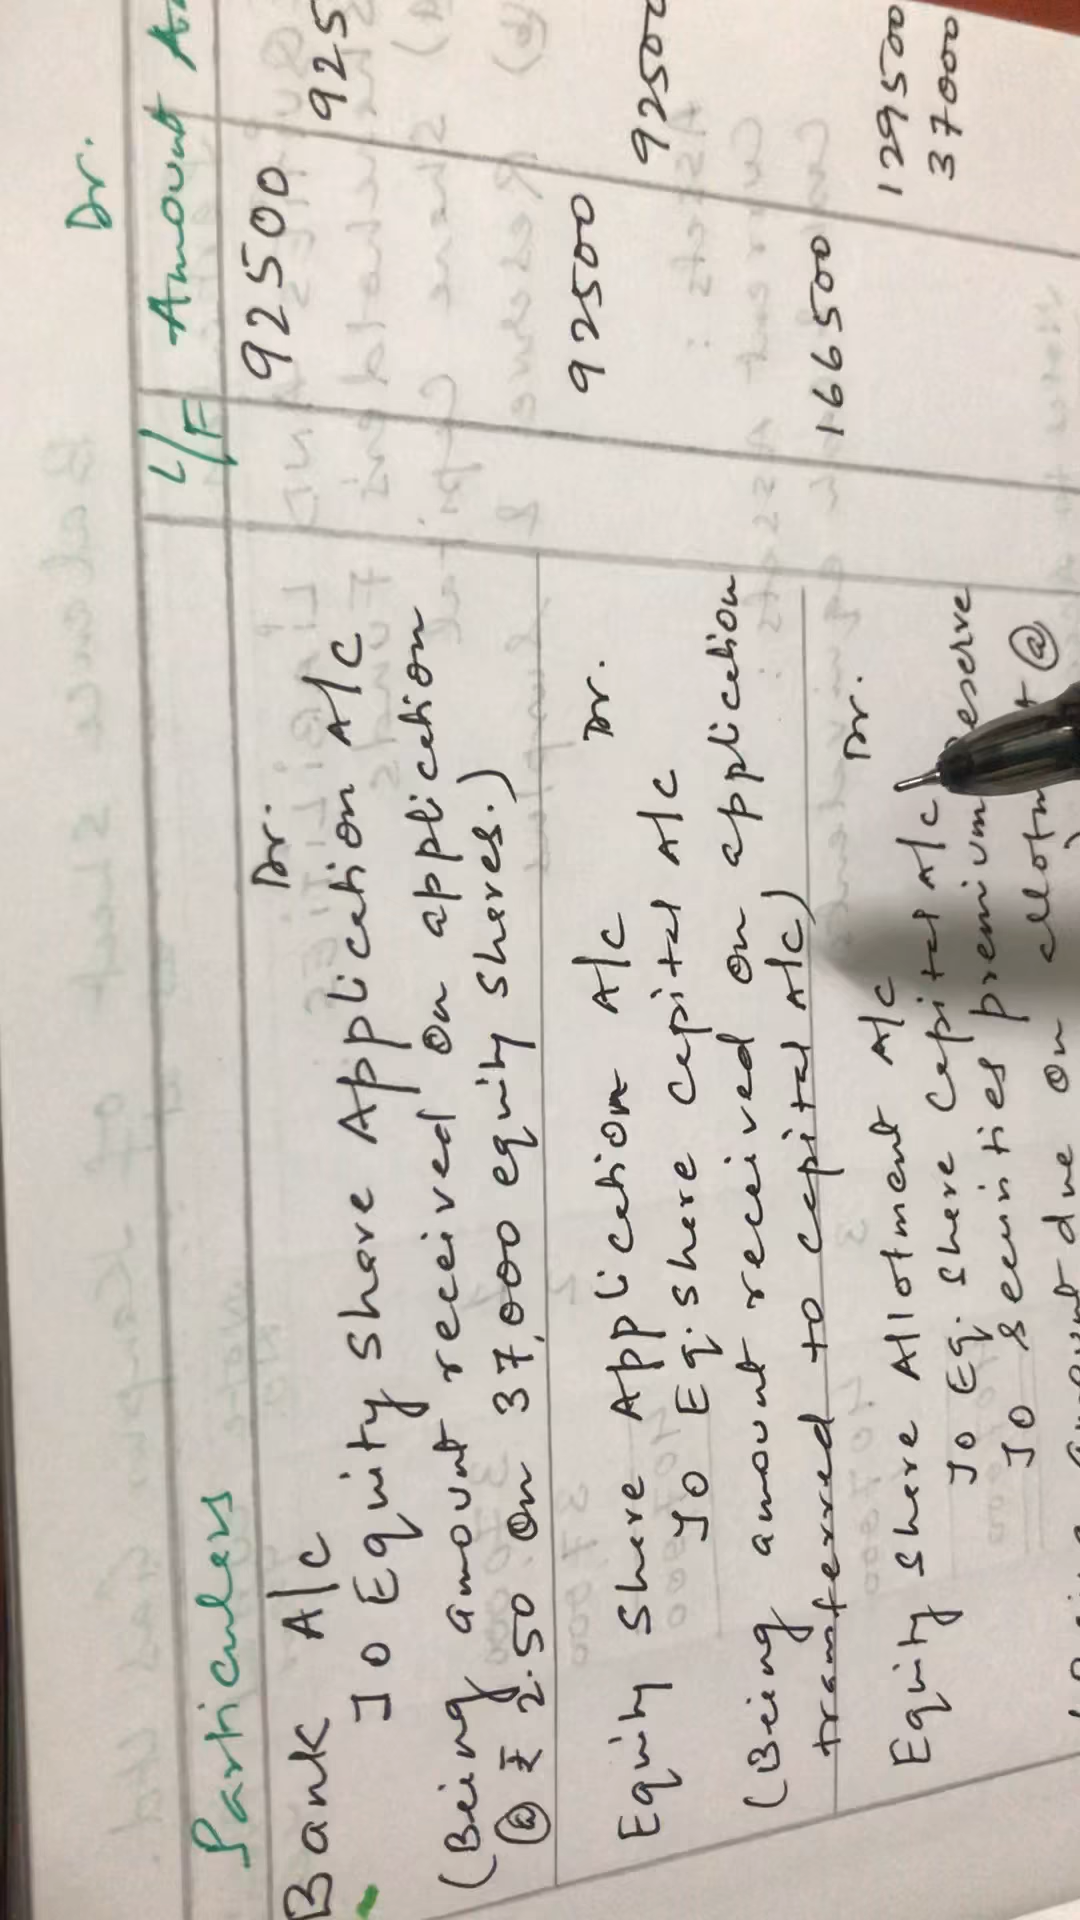 Dr.
Particulars L/F Amount
Bank A/c Dr. 92500
To Equity share Application A/c 925
(Being amount received on application
@ ₹ 2.50 on 37,000 equity shares.)
Equity share Application A/c Dr. 92500
To Eq. share capital A/c 92500
(Being amount received on application
transferred to capital A/c)
Equity share Allotment A/c Dr. 166500
To Eq. share capital A/c 129500
To securities premium 37000
due on @